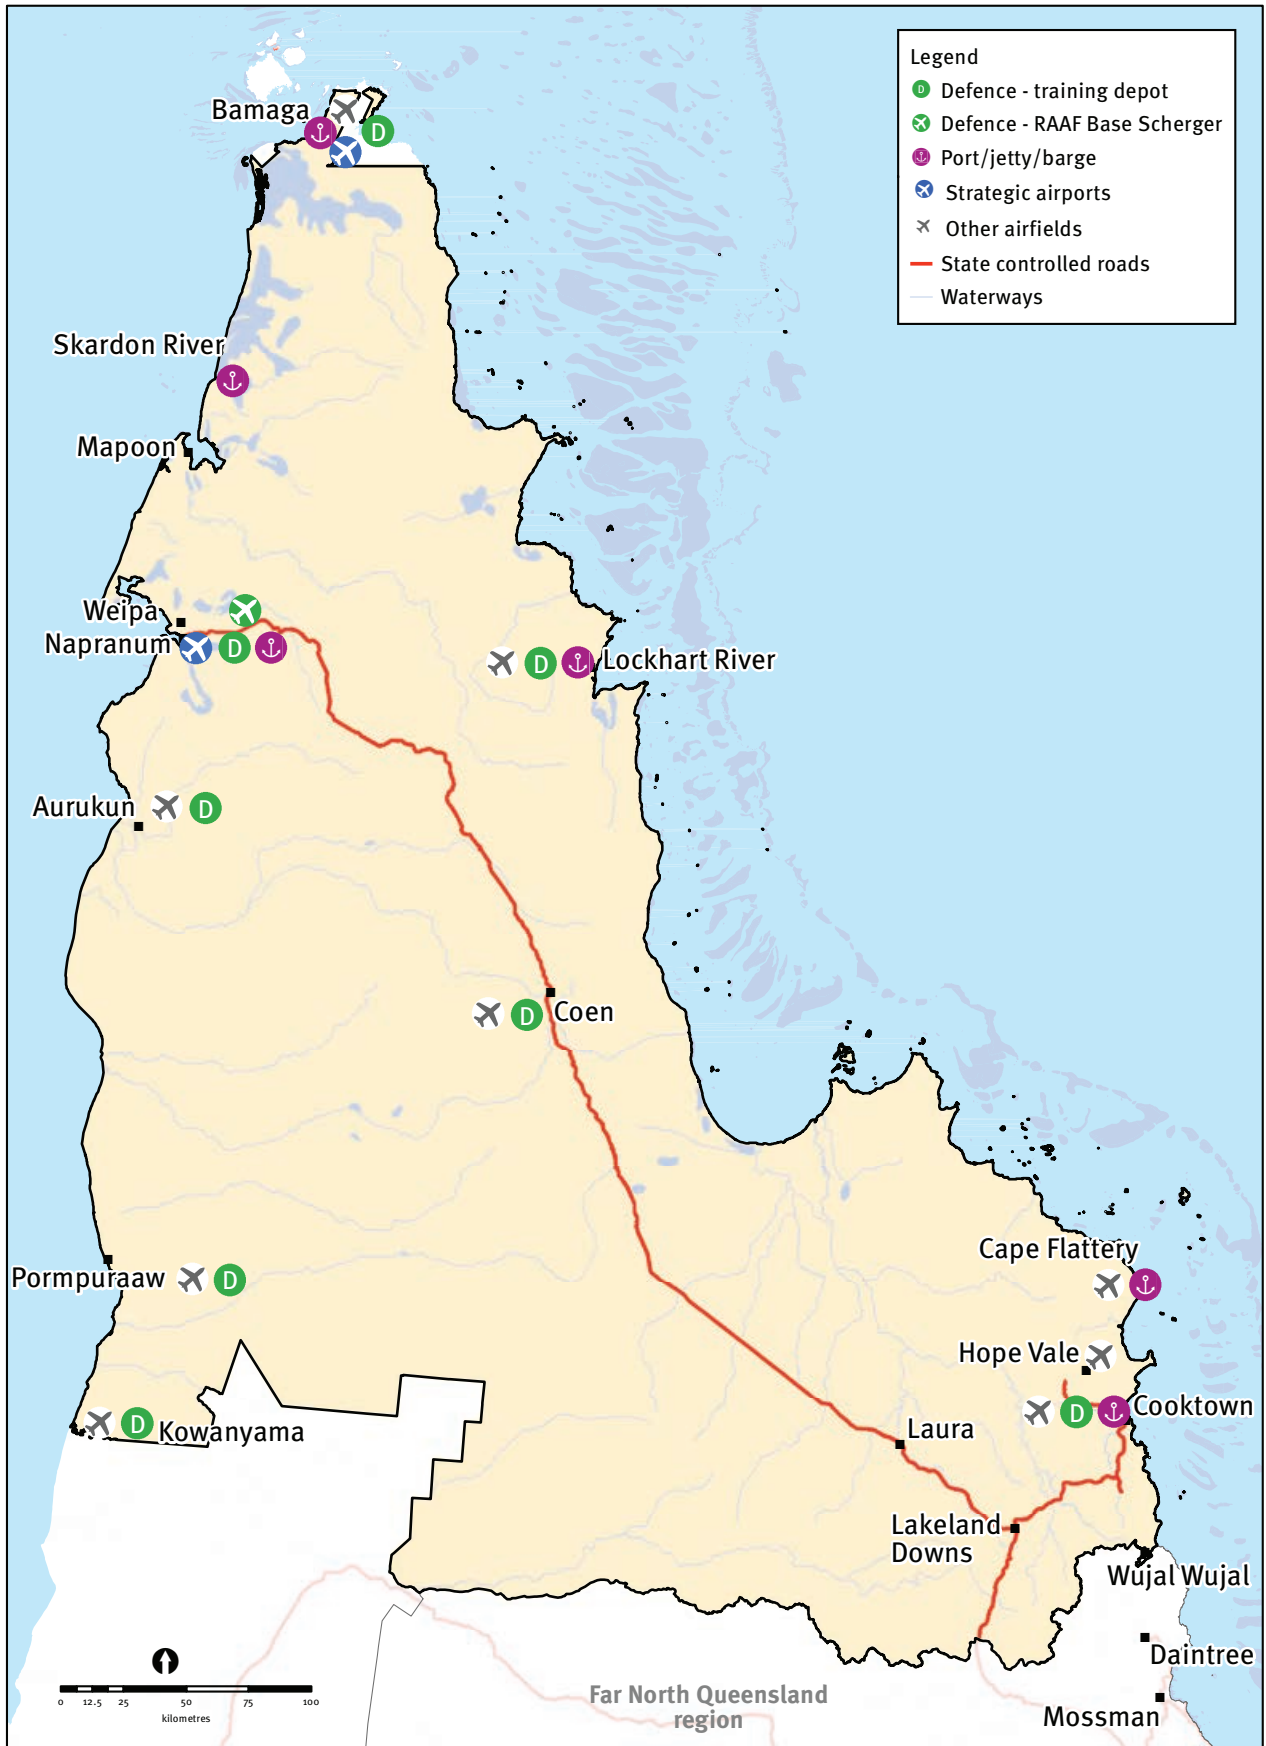 Legend
D Defence - training depot
Defence - RAAF Base Scherger
Port/jetty/barge
Strategic airports
Other airfields
State controlled roads
Waterways
Bamaga
D
Skardon River
Mapoon
Weipa
Napranum
D
D
Lockhart River
Aurukun
D
D
Coen
Pormpuraaw
D
Cape Flattery
Hope Vale
D
Cooktown
D
Kowanyama
Laura
Lakeland
Downs
Wujal Wujal
Daintree
Mossman
Far North Queensland
region
0 12.5 25 50 75 100
kilometres